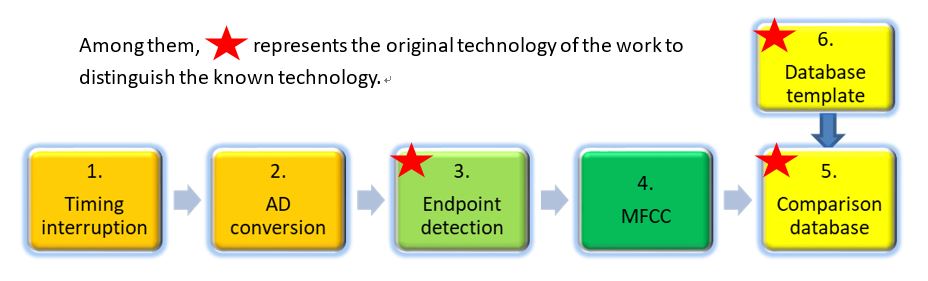 Among them, represents the original technology of the work to
distinguish the known technology.
6.
Database
template
1.
Timing
interruption
2.
AD
conversion
3.
Endpoint
detection
4.
MFCC
5.
Comparison
database